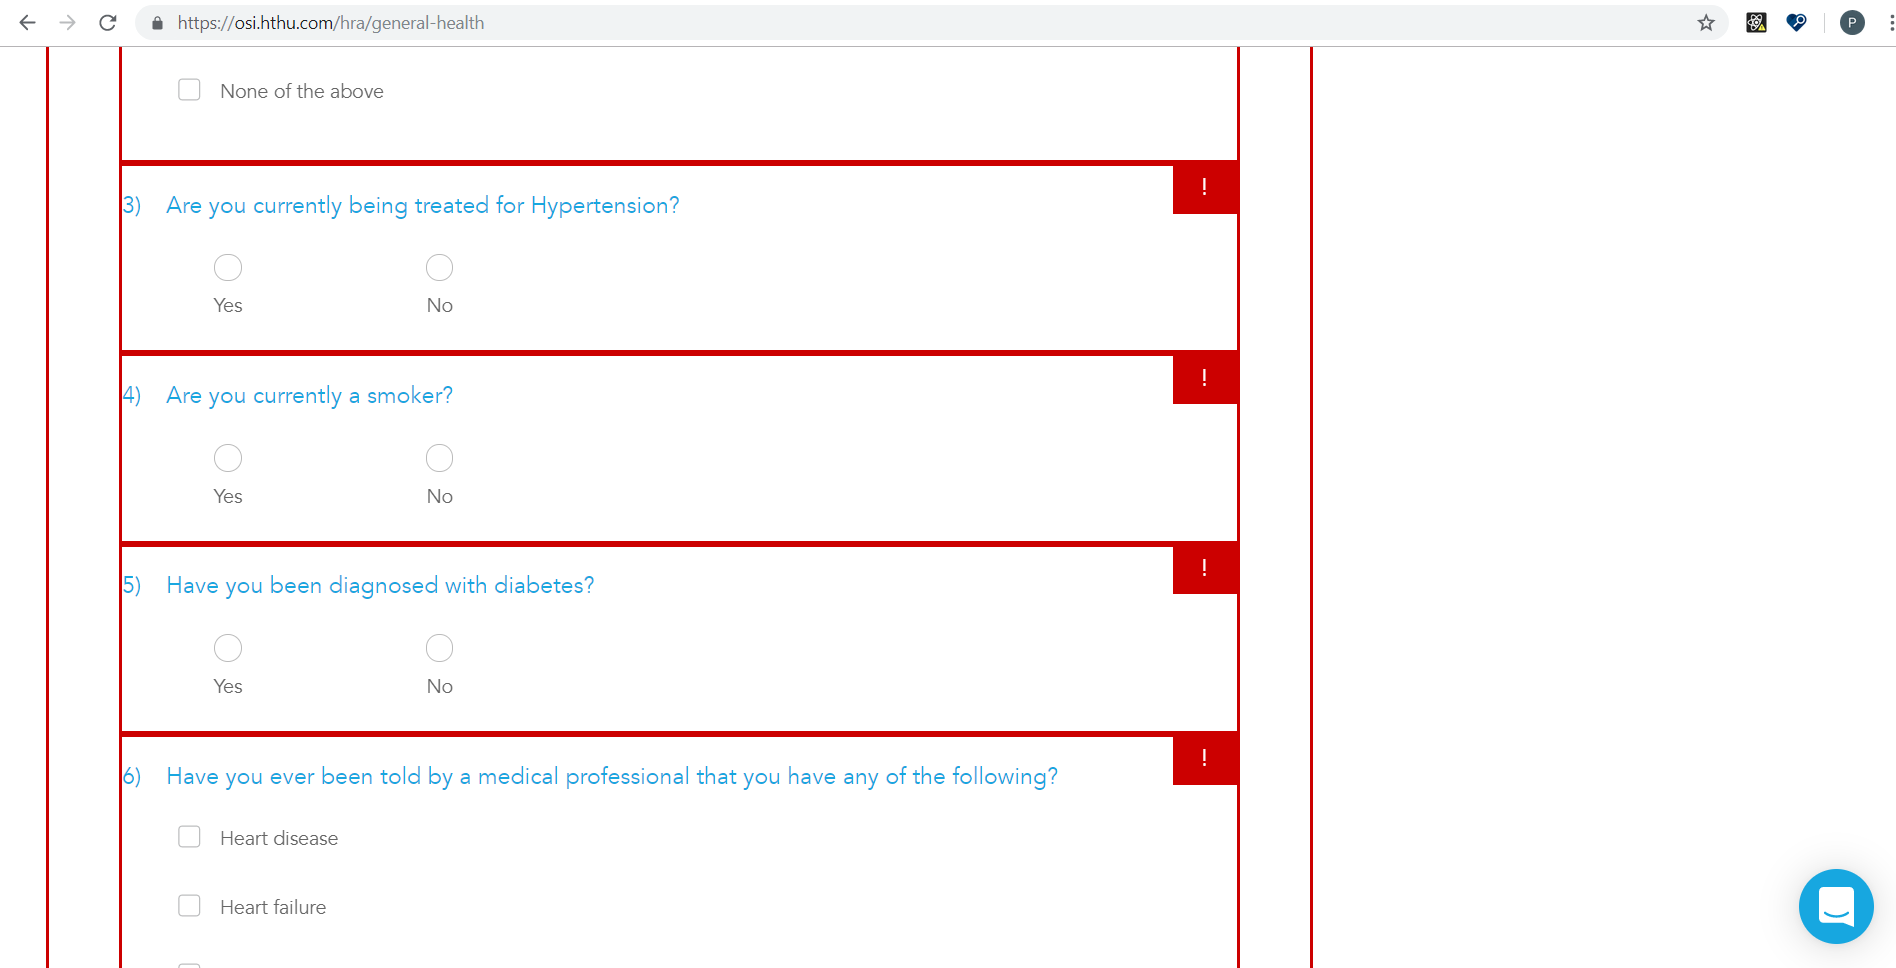 https://osi.hthu.com/hra/general-health
P
None of the above
!
3) Are you currently being treated for Hypertension?
Yes No
!
4) Are you currently a smoker?
Yes No
!
5) Have you been diagnosed with diabetes?
Yes No
!
6) Have you ever been told by a medical professional that you have any of the following?
Heart disease
Heart failure